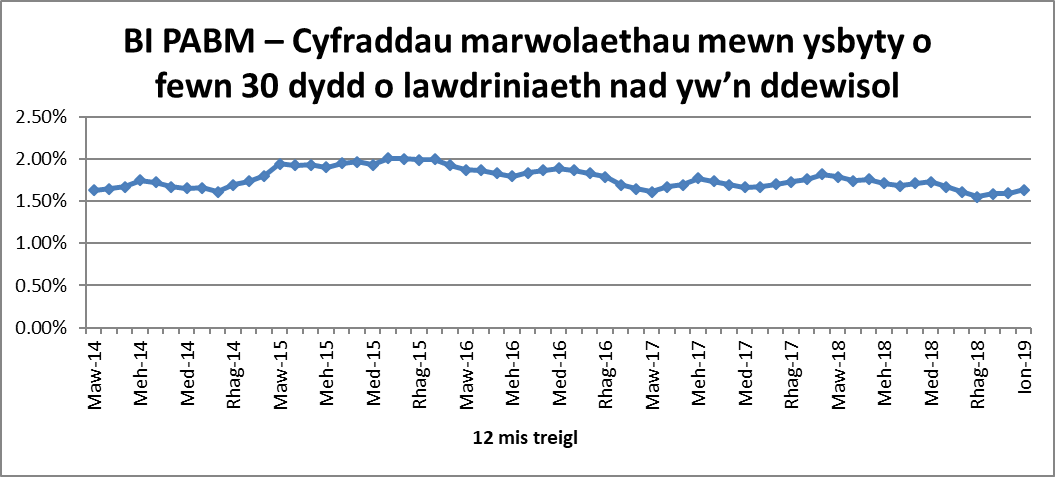 BI PABM – Cyfraddau marwolaethau mewn ysbyty o
fewn 30 dydd o lawdriniaeth nad yw’n ddewisol
2.50%
2.00%
1.50%
1.00%
0.50%
0.00%
Maw-14
Meh-14
Med-14
Rhag-14
Maw-15
Meh-15
Med-15
Rhag-15
Maw-16
Meh-16
Med-16
Rhag-16
Maw-17
Meh-17
Med-17
Rhag-17
Maw-18
Meh-18
Med-18
Rhag-18
Ion-19
12 mis treigl